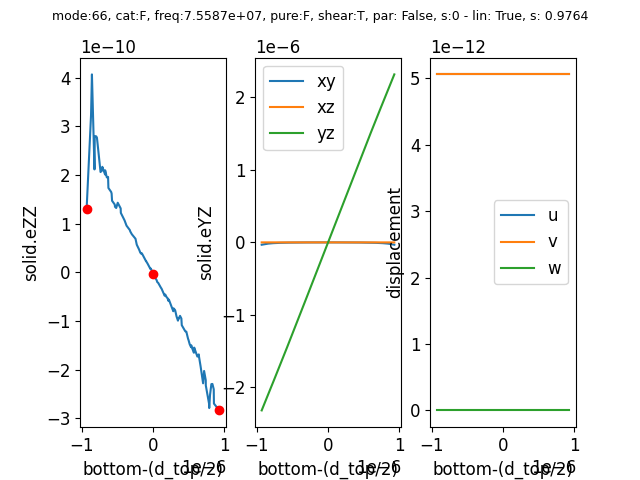 mode:66, cat:F, freq:7.5587e+07, pure:F, shear:T, par: False, s:0 - lin: True, s: 0.9764
1e−10
4
3
2
1
0
−1
−2
−3
solid.eZZ
−1
0
1
1e−6
bottom-(d_top/2)
1e−6
2
1
0
−1
−2
solid.eYZ
xy
xz
yz
−1
0
1
1e−6
bottom-(d_top/2)
1e−12
5
4
3
2
1
0
displacement
u
v
w
−1
0
1
1e−6
bottom-(d_top/2)